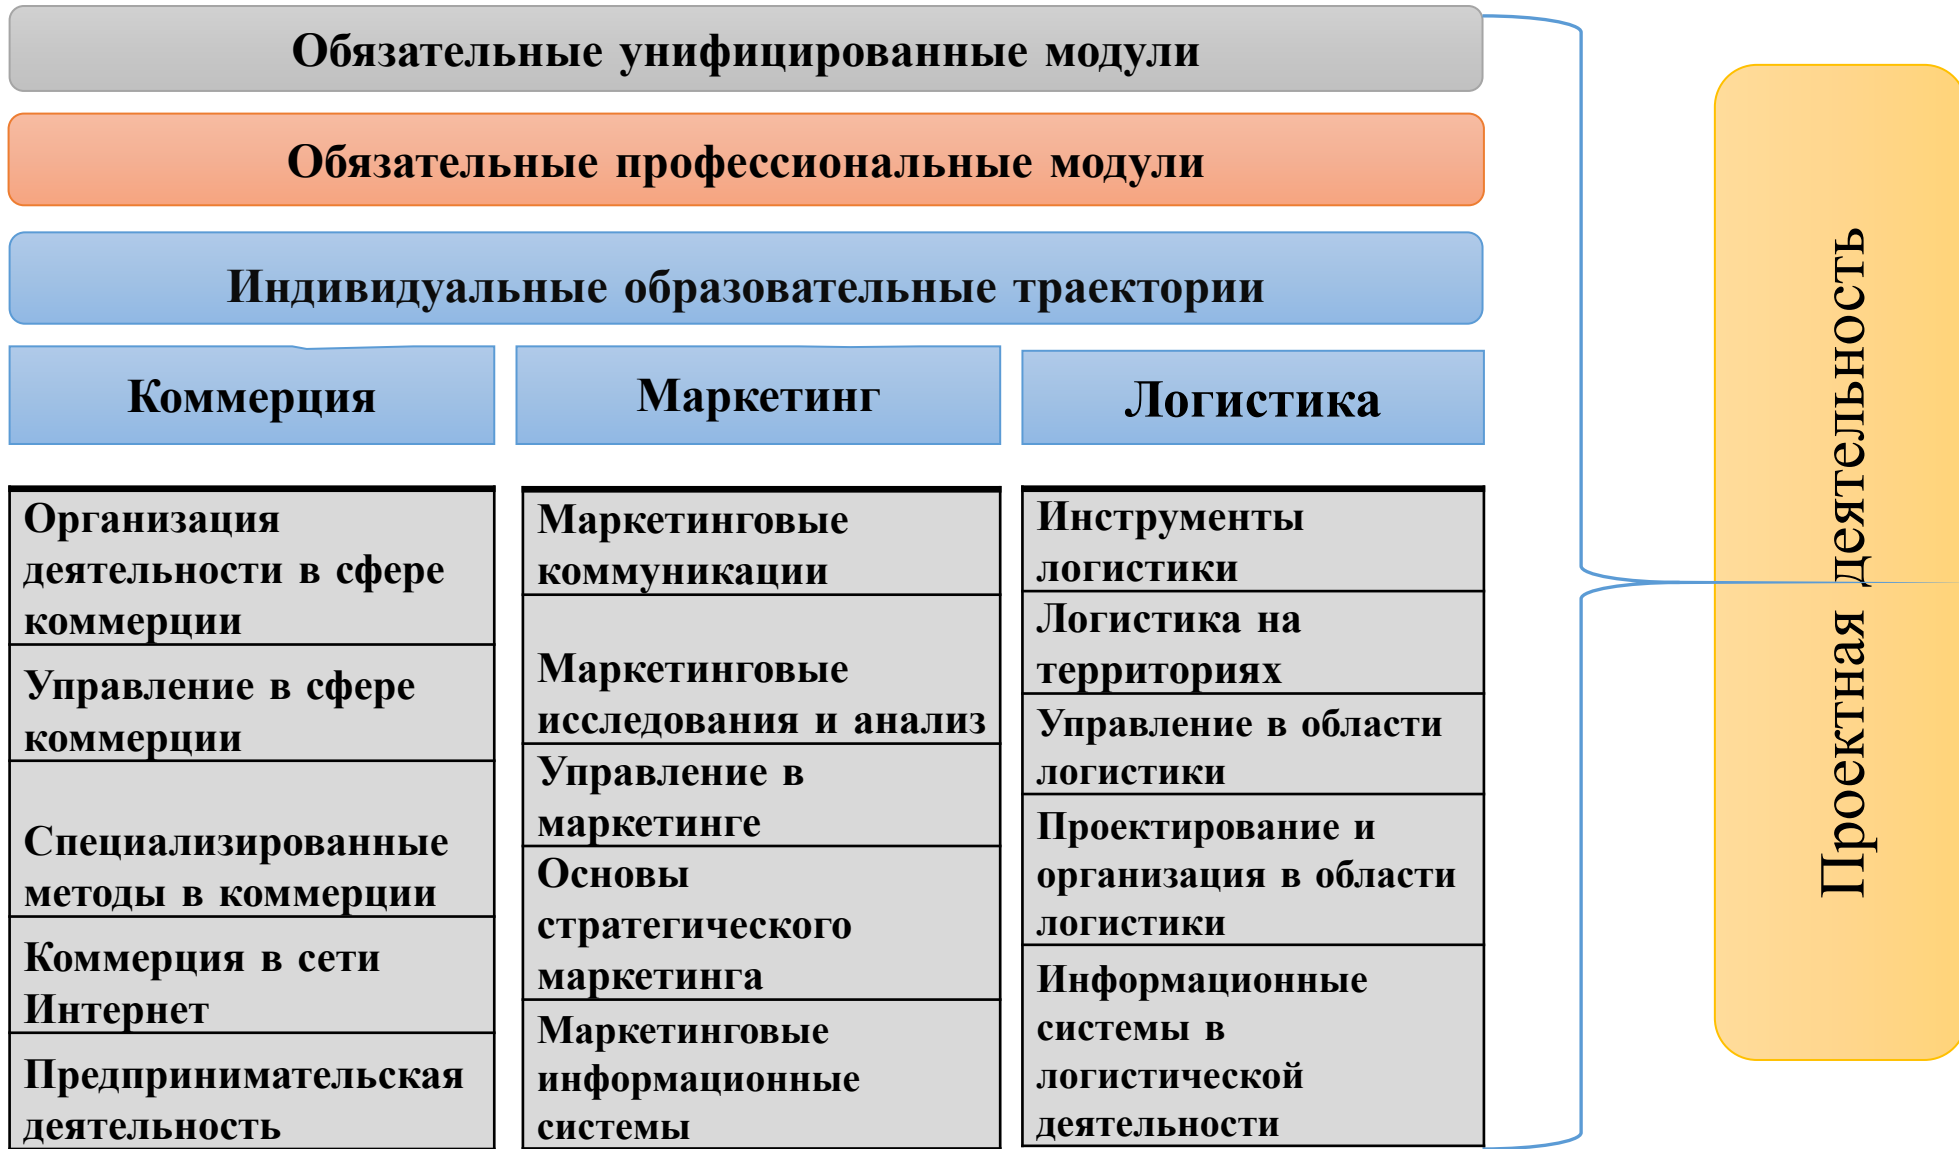 Обязательные унифицированные модули
Обязательные профессиональные модули
Индивидуальные образовательные траектории
Коммерция
Маркетинг
Логистика
Организация
деятельности в сфере
коммерции
Управление в сфере
коммерции
Специализированные
методы в коммерции
Коммерция в сети
Интернет
Предпринимательская
деятельность
Маркетинговые
коммуникации
Маркетинговые
исследования и анализ
Управление в
маркетинге
Основы
стратегического
маркетинга
Маркетинговые
информационные
системы
Инструменты
логистики
Логистика на
территориях
Управление в области
логистики
Проектирование и
организация в области
логистики
Информационные
системы в
логистической
деятельности
Проектная деятельность